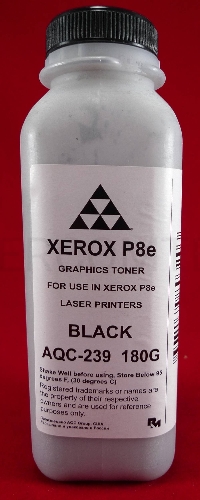 XEROX P8e
GRAPHICS TONER
FOR USE IN XEROX P8e
LASER PRINTERS
BLACK
AQC-239 180G
Shake Well before using, Store Below 95
degrees F. (30 degrees C)
Registared trademarks or names are
the property of their respective
owners and are used for reference
purposes only.